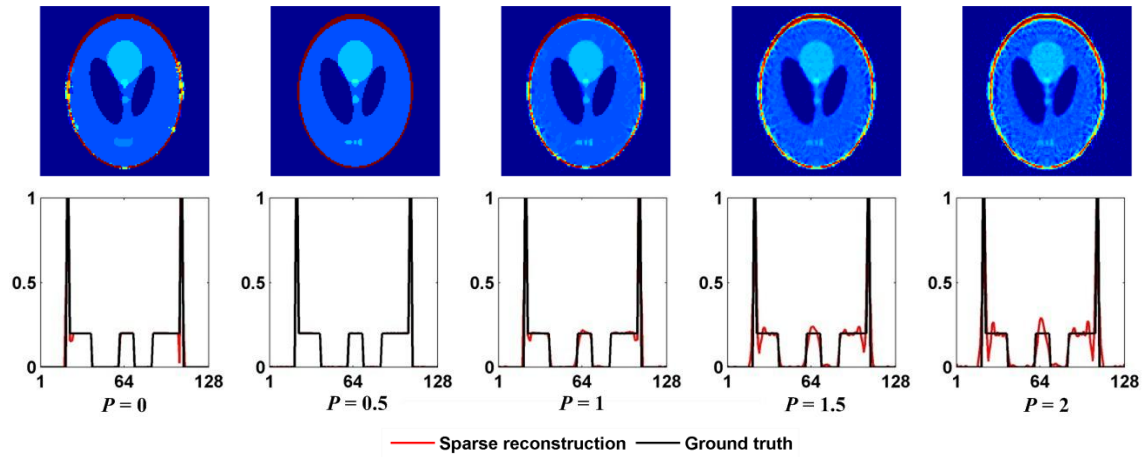 1 1 1 1 1
0.5 0.5 0.5 0.5 0.5
0 0 0 0 0
1 64 128 1 64 128 1 64 128 1 64 128 1 64 128
P = 0 P = 0.5 P = 1 P = 1.5 P = 2
Sparse reconstruction Ground truth